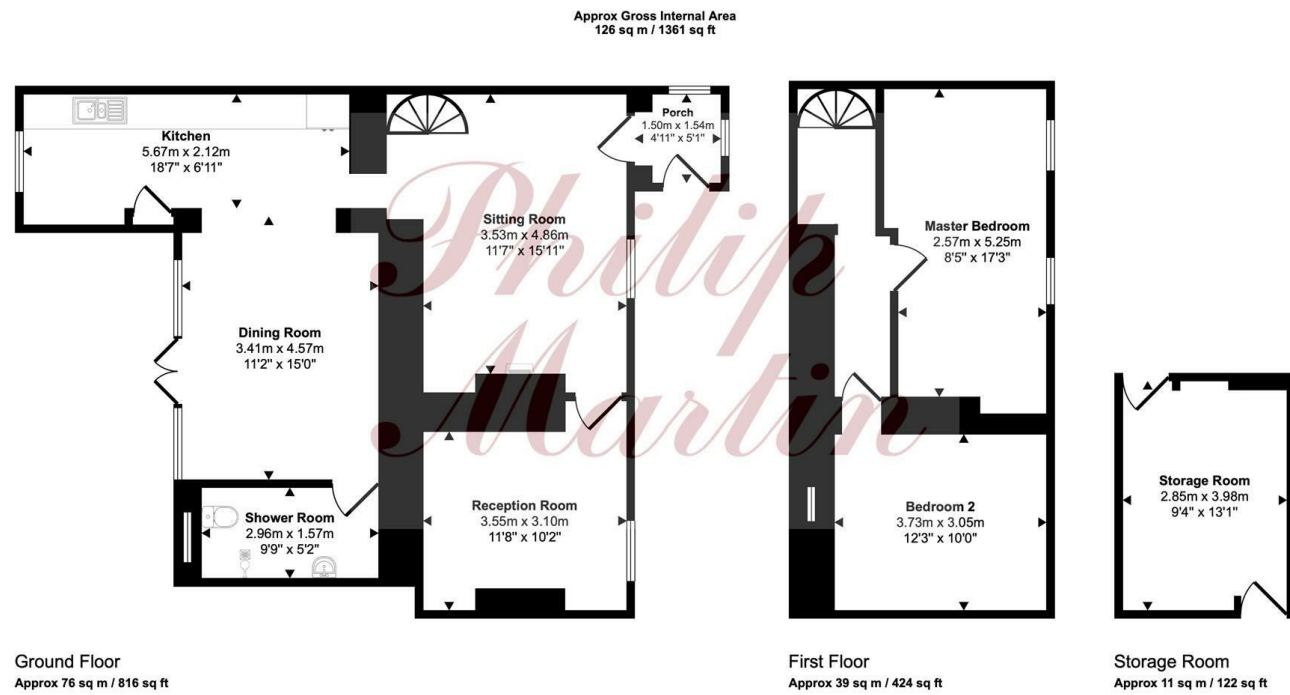 Approx Gross Internal Area
126 sq m / 1361 sq ft
Kitchen
5.67m x 2.12m
18'7" x 6'11"
Porch
1.50m x 1.54m
4'11" x 5'1"
Sitting Room
3.53m x 4.86m
11'7" x 15'11"
Dining Room
3.41m x 4.57m
11'2" x 15'0"
Shower Room
2.96m x 1.57m
9'9" x 5'2"
Reception Room
3.55m x 3.10m
11'8" x 10'2"
Master Bedroom
2.57m x 5.25m
8'5" x 17'3"
Bedroom 2
3.73m x 3.05m
12'3" x 10'0"
Storage Room
2.85m x 3.98m
9'4" x 13'1"
Philip
Martin
Ground Floor
Approx 76 sq m / 816 sq ft
First Floor
Approx 39 sq m / 424 sq ft
Storage Room
Approx 11 sq m / 122 sq ft